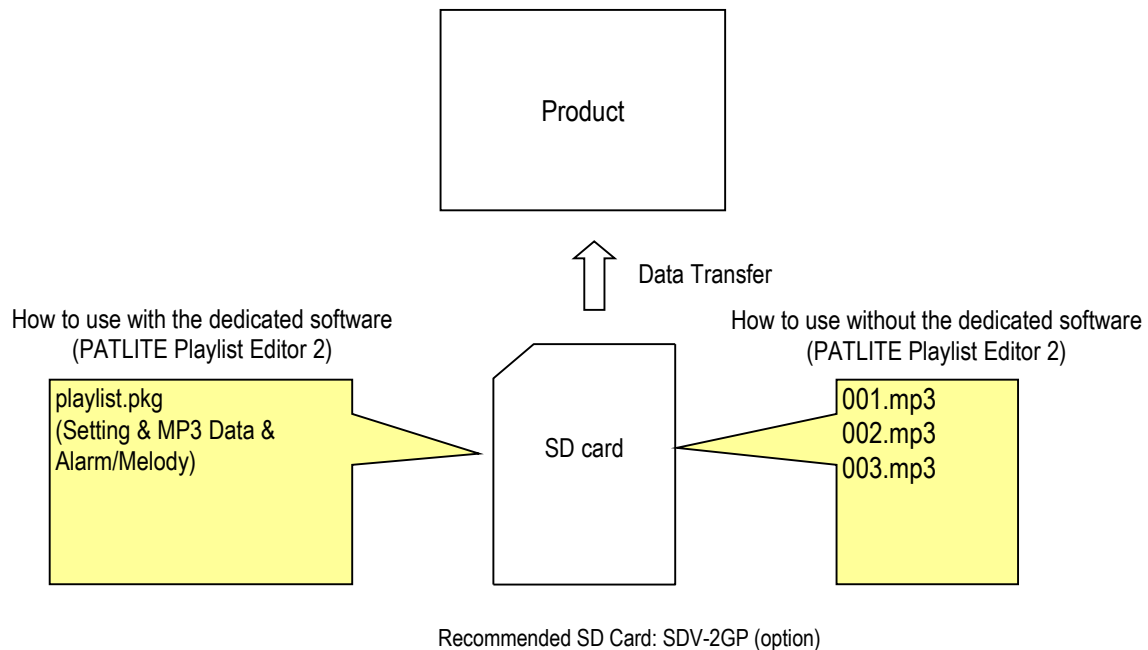 Product
Data Transfer
How to use with the dedicated software
(PATLITE Playlist Editor 2)
playlist.pkg
(Setting & MP3 Data &
Alarm/Melody)
SD card
How to use without the dedicated software
(PATLITE Playlist Editor 2)
001.mp3
002.mp3
003.mp3
Recommended SD Card: SDV-2GP (option)